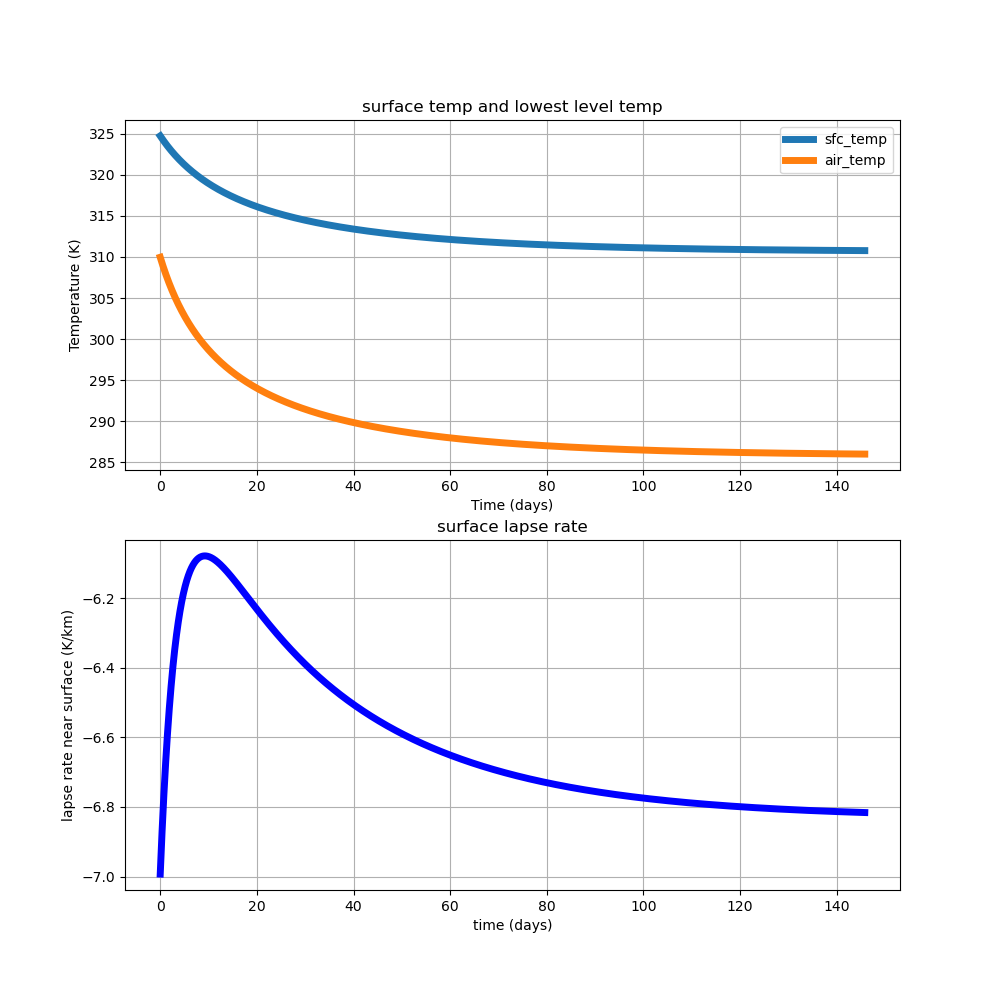 surface temp and lowest level temp
325
320
315
310
305
300
295
290
285
Temperature (K)
sfc_temp
air_temp
0 20 40 60 80 100 120 140
Time (days)
surface lapse rate
−6.2
−6.4
−6.6
−6.8
−7.0
lapse rate near surface (K/km)
0 20 40 60 80 100 120 140
time (days)